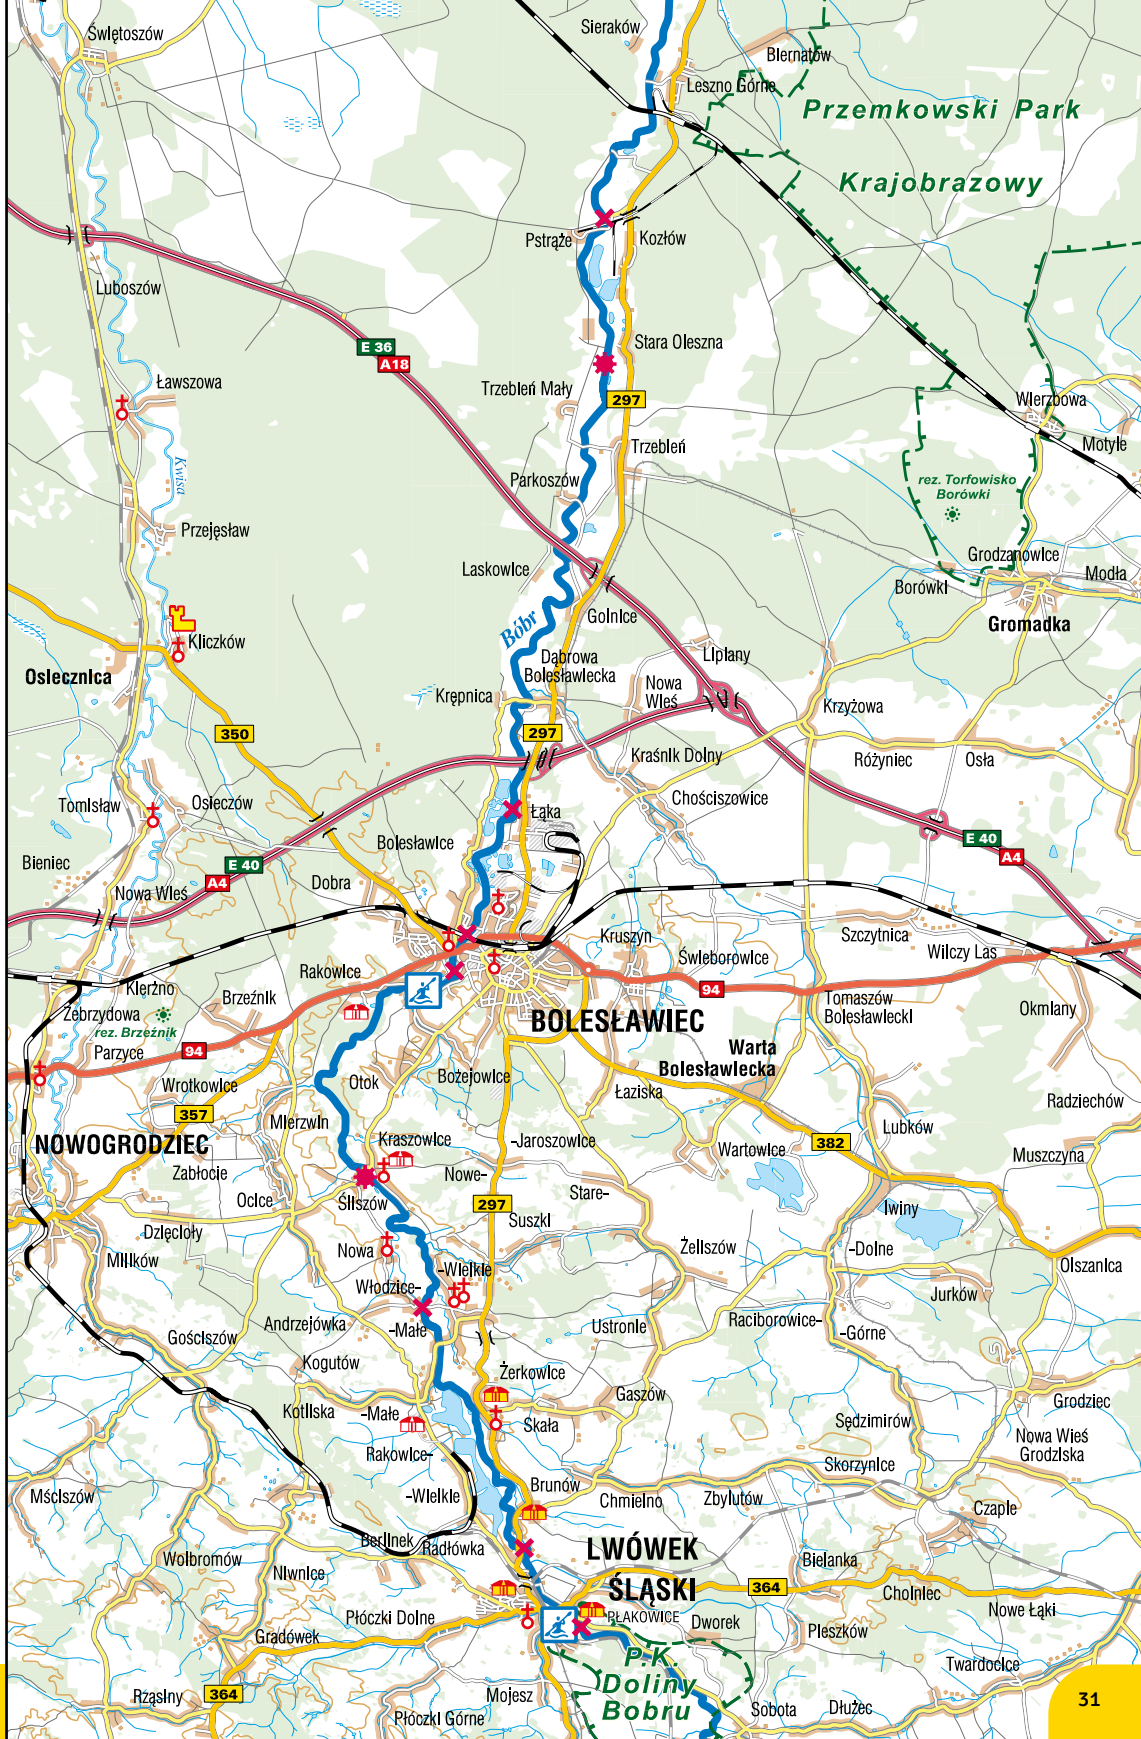 Sieraków
Świętoszów
Biernatów
Leszno Górne
Przemkowski Park
Krajobrazowy
Pstrąże
Kozłów
Luboszów
E 36
A18
Stara Oleszna
Ławszowa
Trzebień Mały
297
Wierzbowa
Motyle
Trzebień
Kwisa
Parkoszów
rez. Torfowisko
Borówki
Przejęsław
Grodzanowice
Laskowice
Modła
Borówki
Golnice
Gromadka
Bóbr
Kliczków
Dąbrowa
Bolesławiecka
Liplany
Osiecznica
Nowa
Wieś
Krępnica
Krzyżowa
350
297
Kraśnik Dolny
Różyniec
Osła
Chościszowice
Tomisław
Osieczów
Łąka
Bolesławice
E 40
A4
Bieniec
E 40
A4
Dobra
Nowa Wieś
Kruszyn
Szczytnica
Wilczy Las
Świeborowice
Rakowice
Kierżno
Brzeźnik
94
Tomaszów
Bolesławiecki
Okmiany
Zebrzydowa
rez. Brzeźnik
BOLESŁAWIEC
Parzyce
94
Warta
Bolesławiecka
Wrotkowice
Otok
Bożejowice
Łaziska
Radziechów
357
Mierzwin
Lubków
NOWOGRODZIEC
Kraszowice
-Jaroszowice
382
Wartowice
Muszczyna
Zabłocie
Nowe-
Ocice
Stare-
Śliszów
297
Iwiny
Suszki
Dzięcioły
Nowa
Żeliszów
-Dolne
Milików
-Wielkie
Olszanica
Włodzice-
Jurków
Andrzejówka
-Małe
Ustronie
Raciborowice-
-Górne
Gościszów
Kogutów
Żerkowice
Gaszów
Grodziec
Kotliska
-Małe
Skała
Sędzimirów
Nowa Wieś
Grodziska
Rakowice-
Skorzynice
Mściszów
-Wielkie
Brunów
Chmielno
Zbylutów
Czaple
Berlinek
Radłówka
LWÓWEK
ŚLĄSKI
Wolbromów
Niwnice
Bielanka
364
Cholniec
Nowe Łąki
Płóczki Dolne
PŁAKOWICE
Dworek
Pleszków
Gradówek
P.K.
Doliny
Bobru
Twardocice
Rząsiny
364
Mojesz
Sobota
Dłużec
Płóczki Górne
31